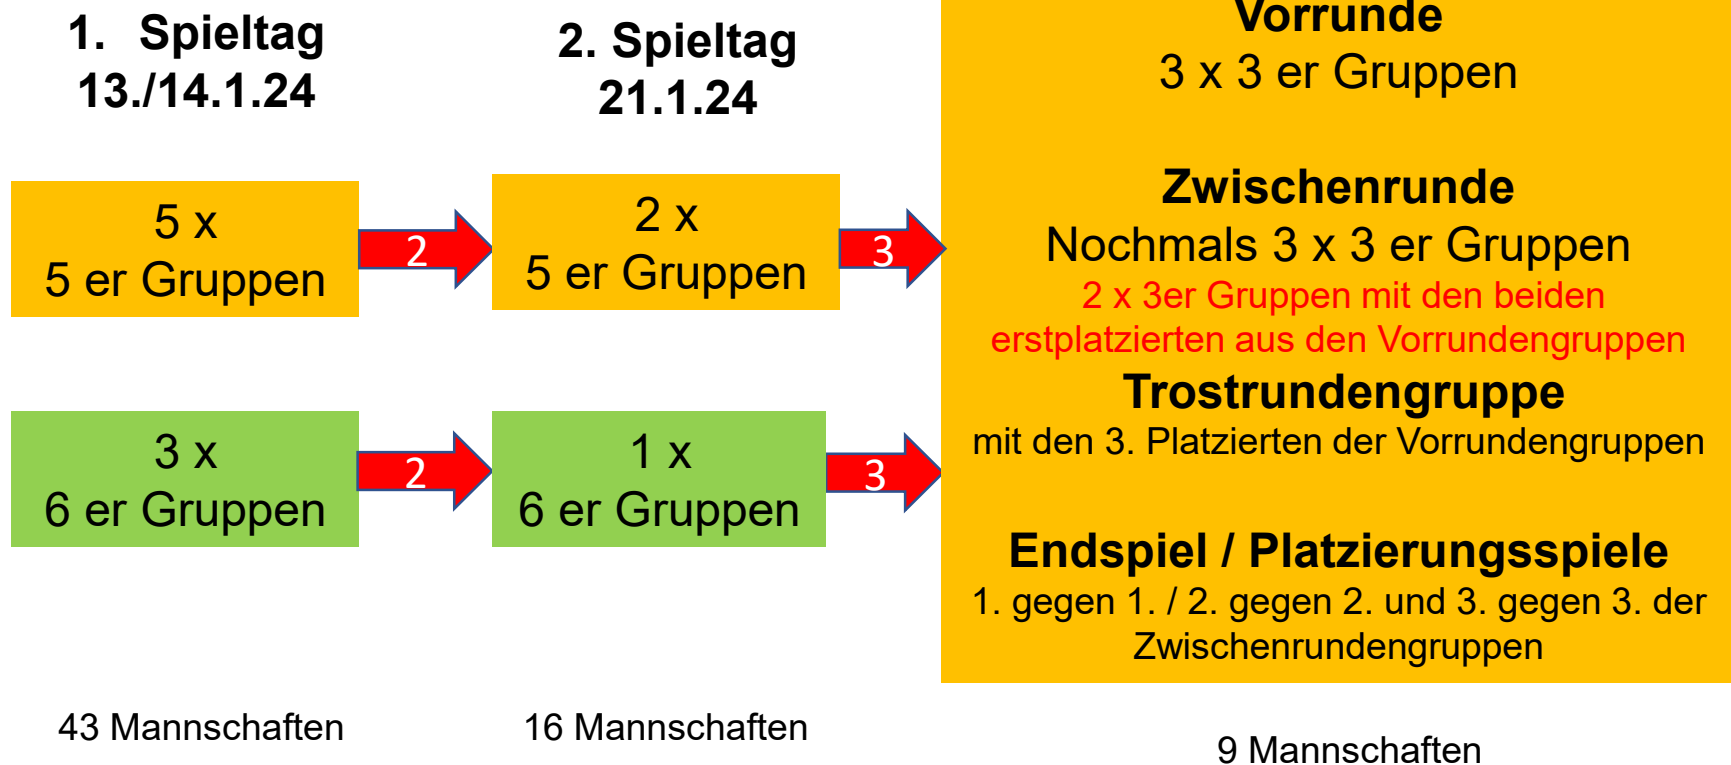 1. Spieltag
13./14.1.24
2. Spieltag
21.1.24
Vorrunde
3 x 3 er Gruppen
5 x
5 er Gruppen
2
2 x
5 er Gruppen
3
Zwischenrunde
Nochmals 3 x 3 er Gruppen
2 x 3er Gruppen mit den beiden
erstplatzierten aus den Vorrundengruppen
Trostrundengruppe
mit den 3. Platzierten der Vorrundengruppen
3 x
6 er Gruppen
2
1 x
6 er Gruppen
3
Endspiel / Platzierungsspiele
1. gegen 1. / 2. gegen 2. und 3. gegen 3. der
Zwischenrundengruppen
43 Mannschaften
16 Mannschaften
9 Mannschaften